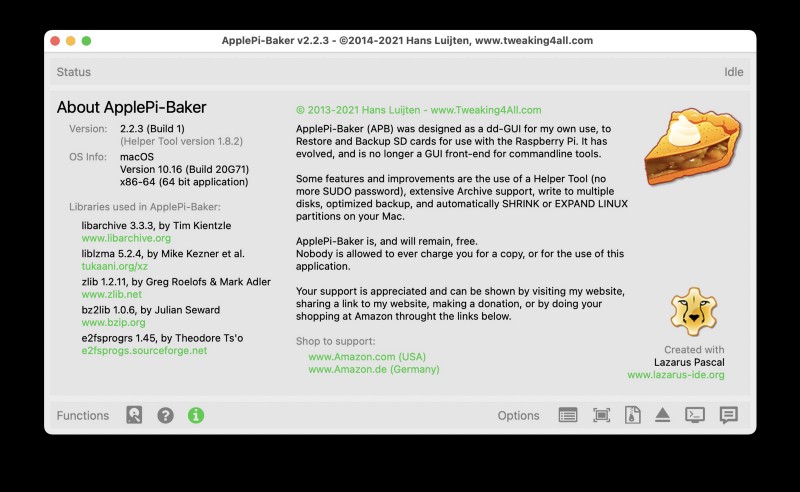 ApplePi-Baker v2.2.3 - ©2014-2021 Hans Luijten, www.tweaking4all.com
Status
Idle
About ApplePi-Baker
Version: 2.2.3 (Build 1)
(Helper Tool version 1.8.2)
OS Info: macOS
Version 10.16 (Build 20G71)
x86-64 (64 bit application)
Libraries used in ApplePi-Baker:
libarchive 3.3.3, by Tim Kientzle
www.libarchive.org
liblzma 5.2.4, by Mike Kezner et al.
tukaani.org/xz
zlib 1.2.11, by Greg Roelofs & Mark Adler
www.zlib.net
bz2lib 1.0.6, by Julian Seward
www.bzip.org
e2fsprogrs 1.45, by Theodore Ts'o
e2fsprogs.sourceforge.net
© 2013-2021 Hans Luijten - www.Tweaking4All.com
ApplePi-Baker (APB) was designed as a dd-GUI for my own use, to
Restore and Backup SD cards for use with the Raspberry Pi. It has
evolved, and is no longer a GUI front-end for commandline tools.
Some features and improvements are the use of a Helper Tool (no
more SUDO password), extensive Archive support, write to multiple
disks, optimized backup, and automatically SHRINK or EXPAND LINUX
partitions on your Mac.
ApplePi-Baker is, and will remain, free.
Nobody is allowed to ever charge you for a copy, or for the use of this
application.
Your support is appreciated and can be shown by visiting my website,
sharing a link to my website, making a donation, or by doing your
shopping at Amazon throught the links below.
Shop to support:
www.Amazon.com (USA)
www.Amazon.de (Germany)
Created with
Lazarus Pascal
www.lazarus-ide.org
Functions
Options